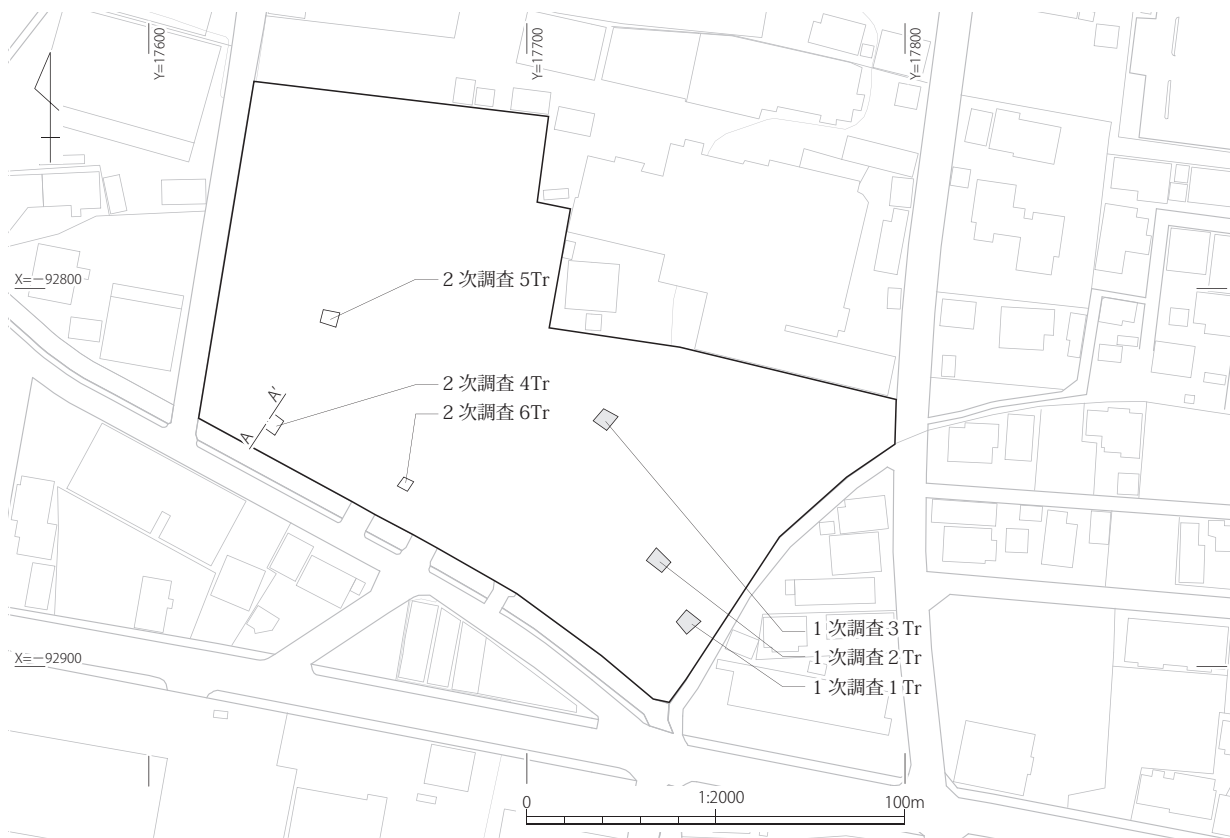 Y=17600
Y=17700
Y=17800
X=－92800
2 次調査 5Tr
2 次調査 4Tr
A′
2 次調査 6Tr
A
1 次調査 3 Tr
1 次調査 2 Tr
X=－92900
1 次調査 1 Tr
0
1:2000
100m